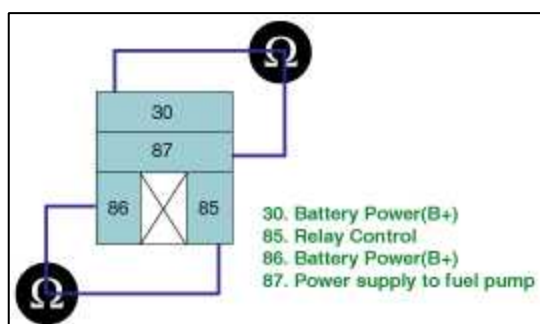 Ω
30
87
86
85
30. Battery Power(B+)
85. Relay Control
86. Battery Power(B+)
87. Power supply to fuel pump
Ω